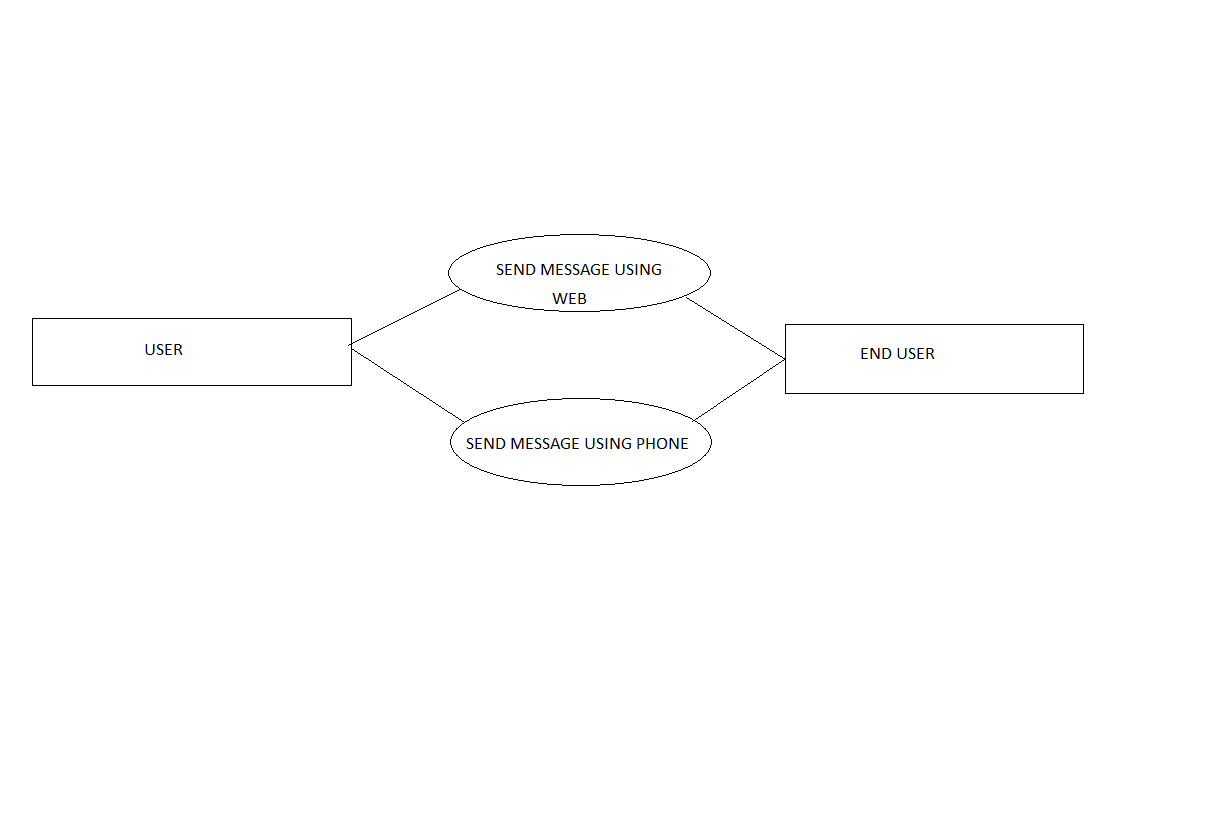 SEND MESSAGE USING
WEB
USER
END USER
SEND MESSAGE USING PHONE